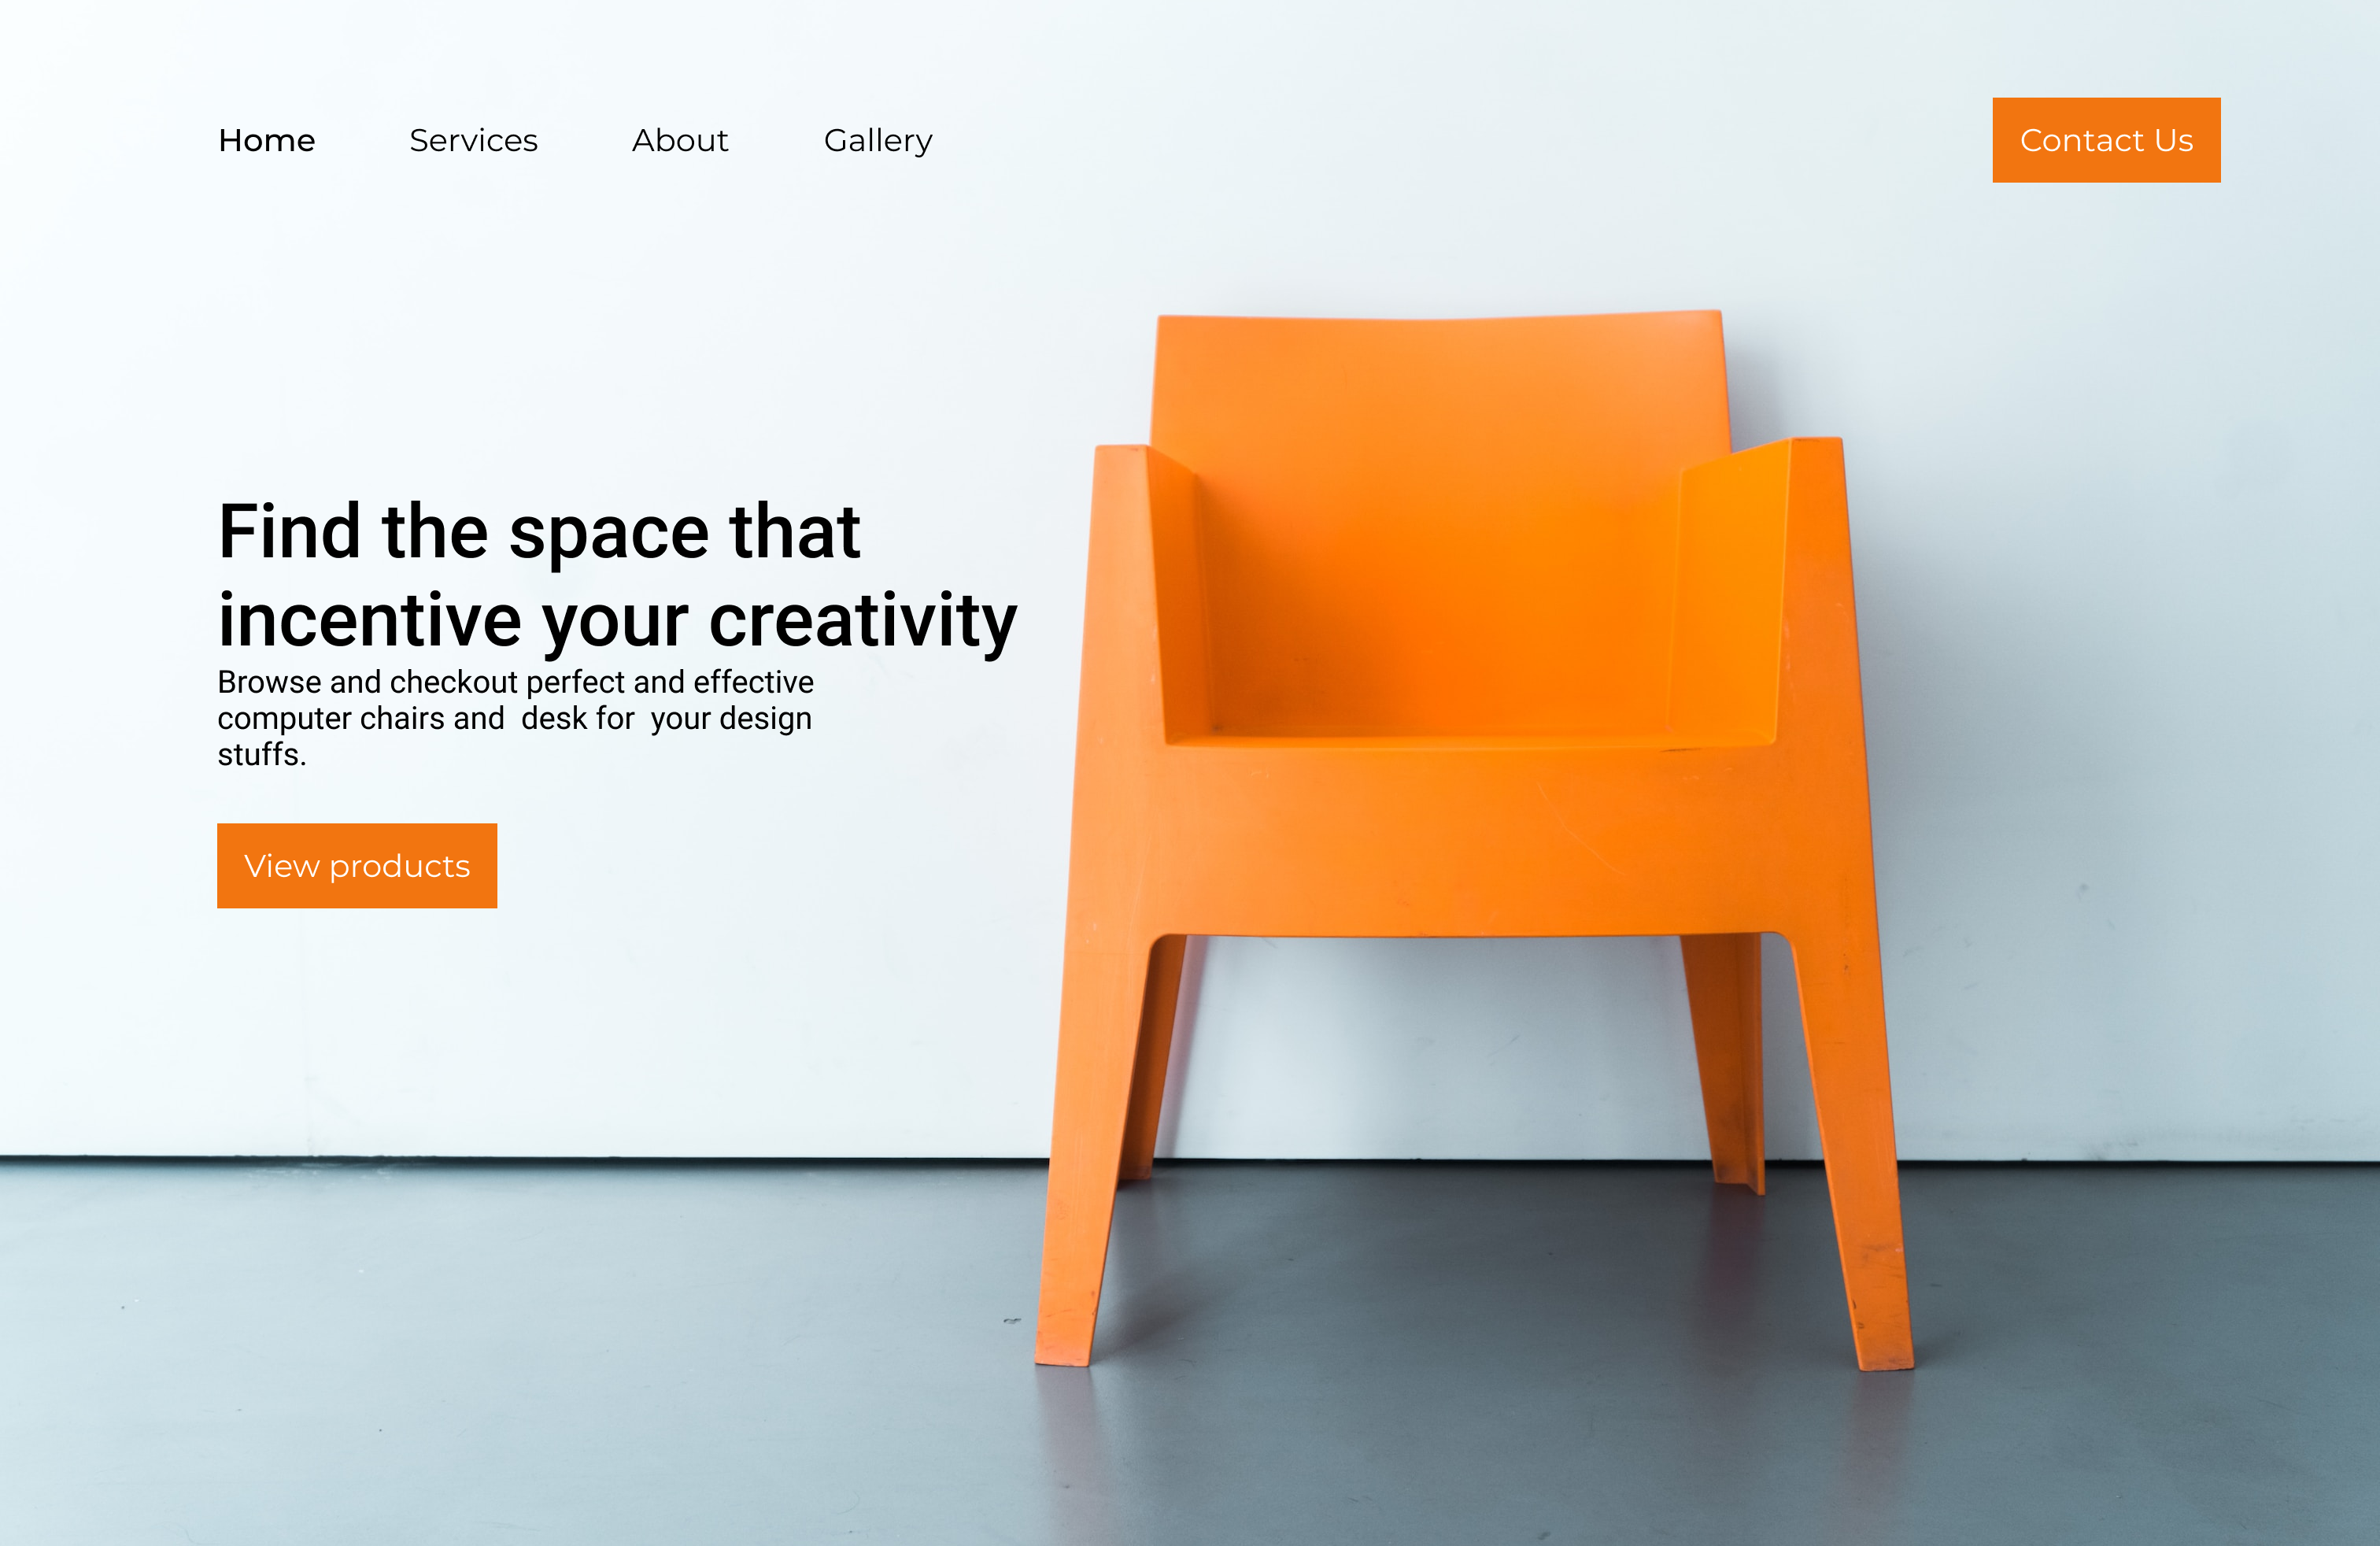 Home Services About Gallery Contact Us
Find the space that
incentive your creativity
Browse and checkout perfect and effective
computer chairs and  desk for  your design
stuffs.
View products